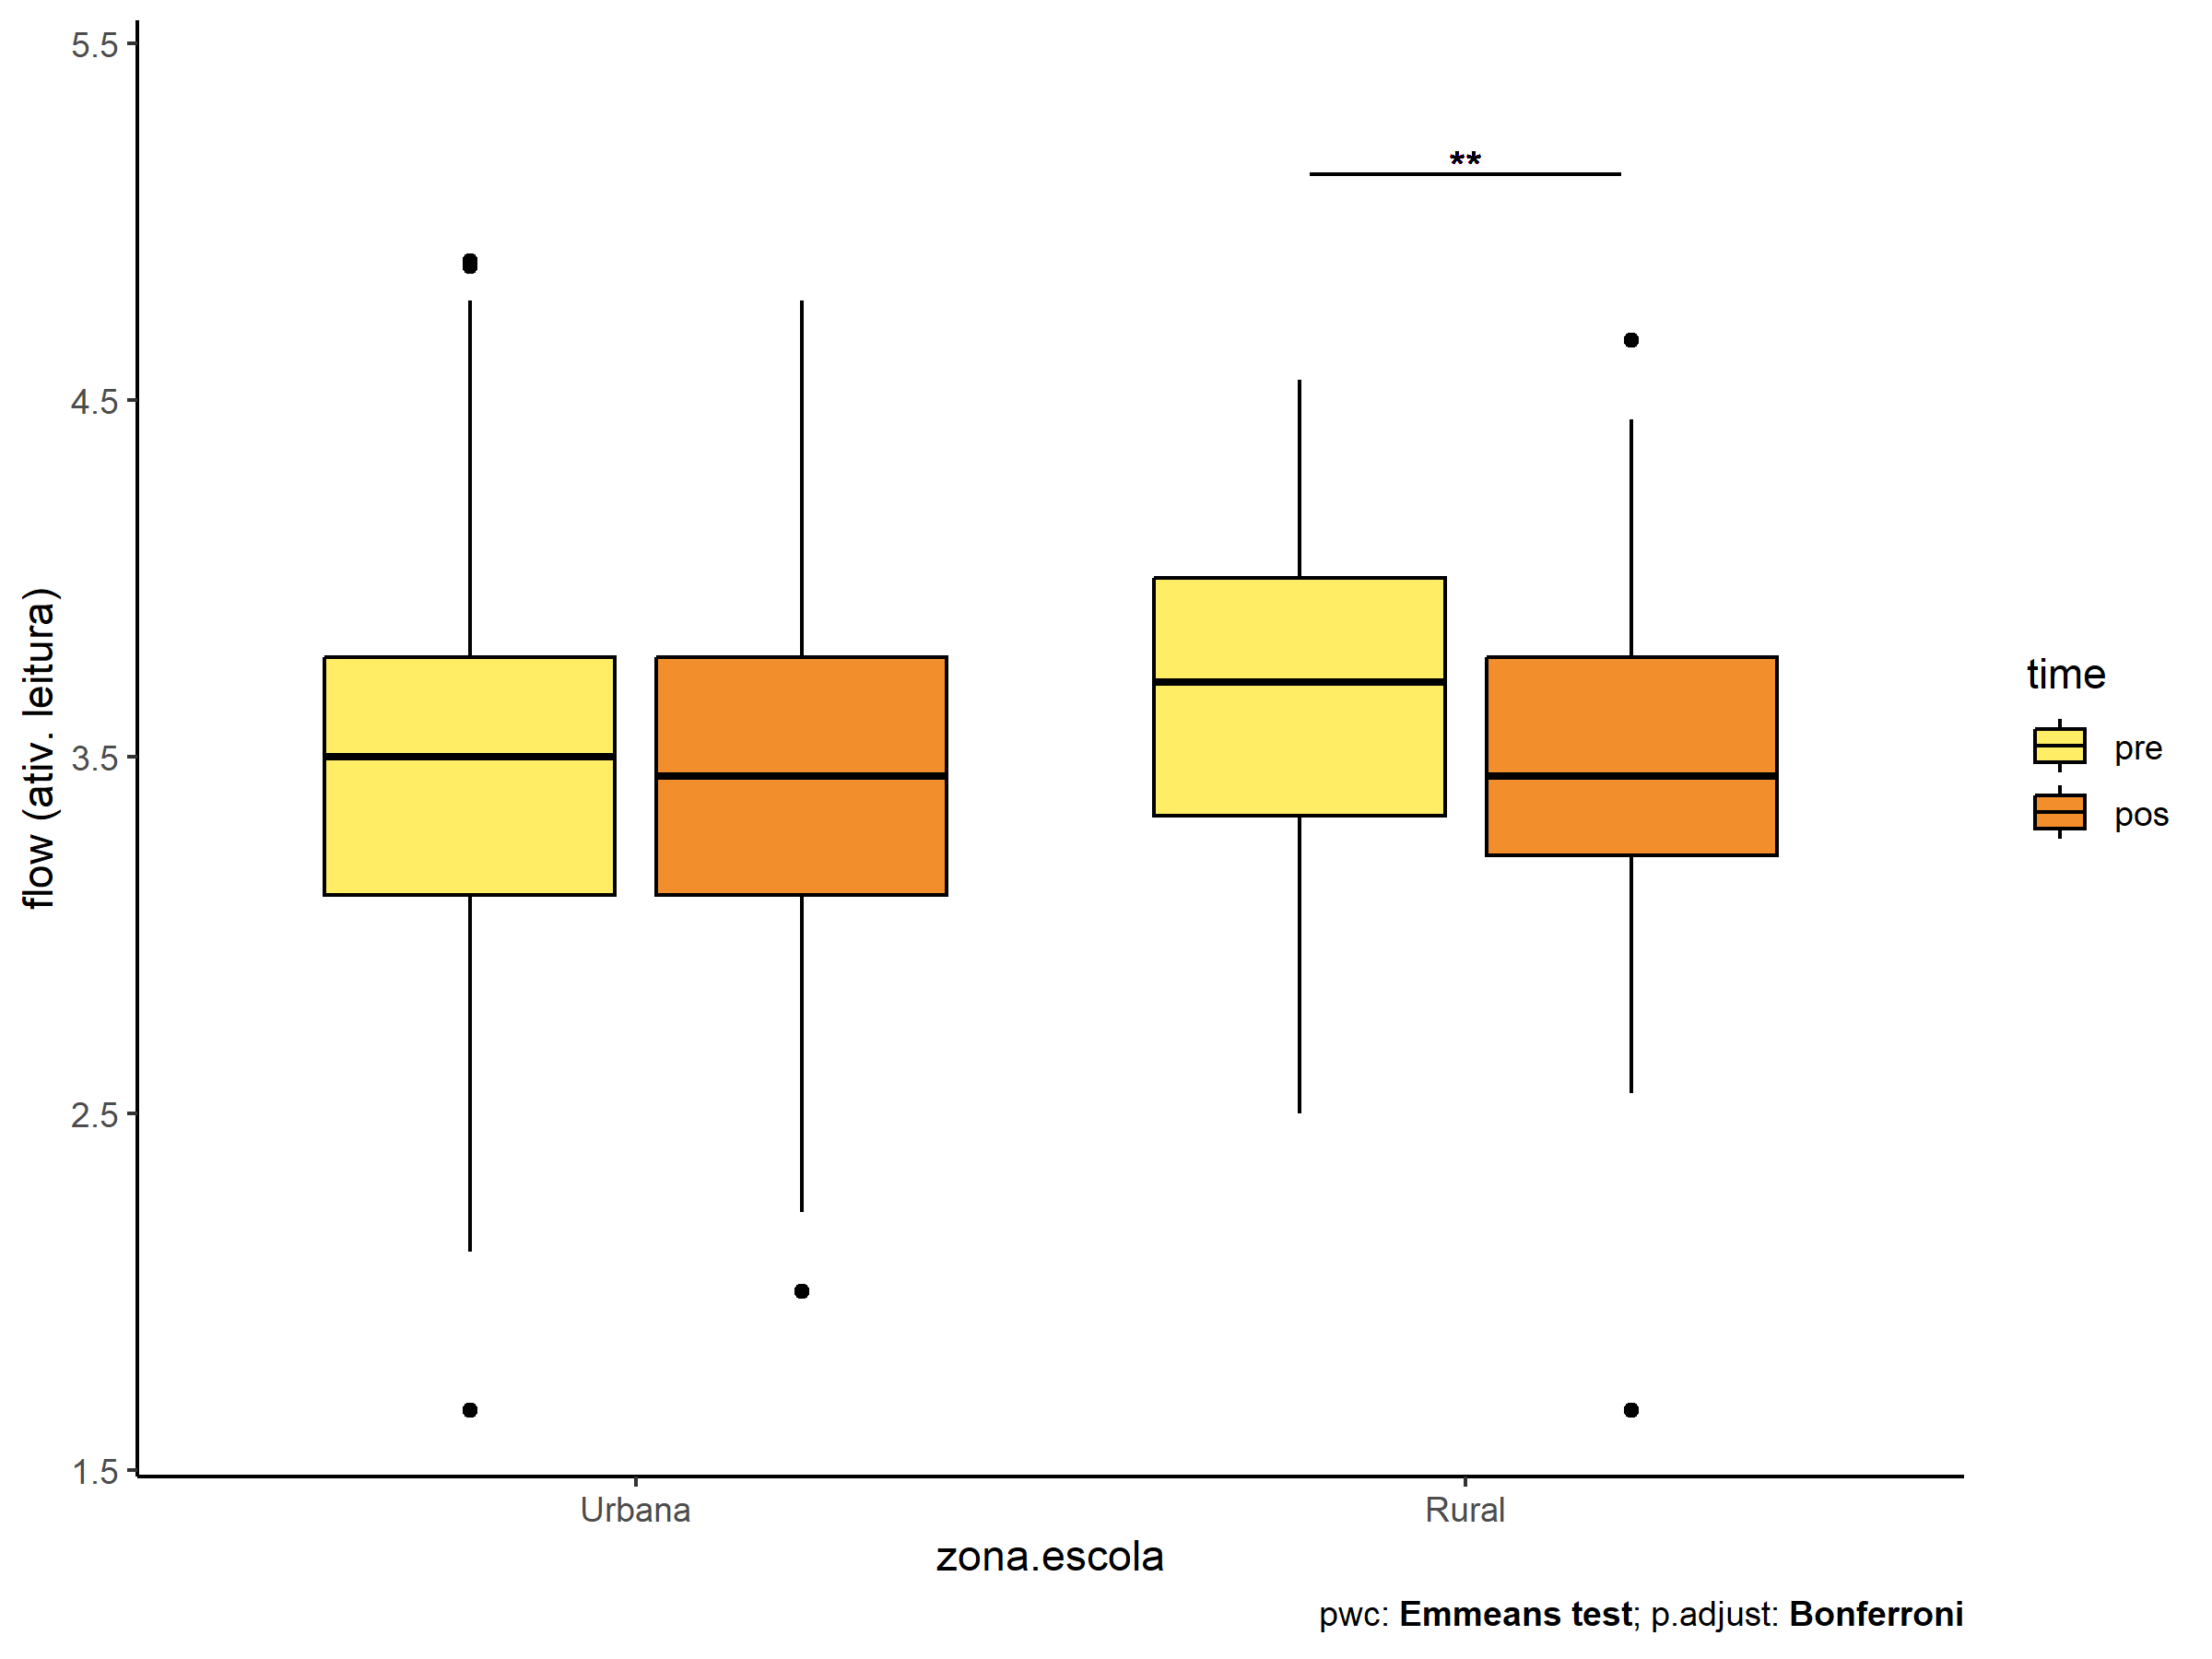 5.5
4.5
3.5
2.5
1.5
flow (ativ. leitura)
**
Urbana
Rural
zona.escola
time
pre
pos
pwc: Emmeans test; p.adjust: Bonferroni